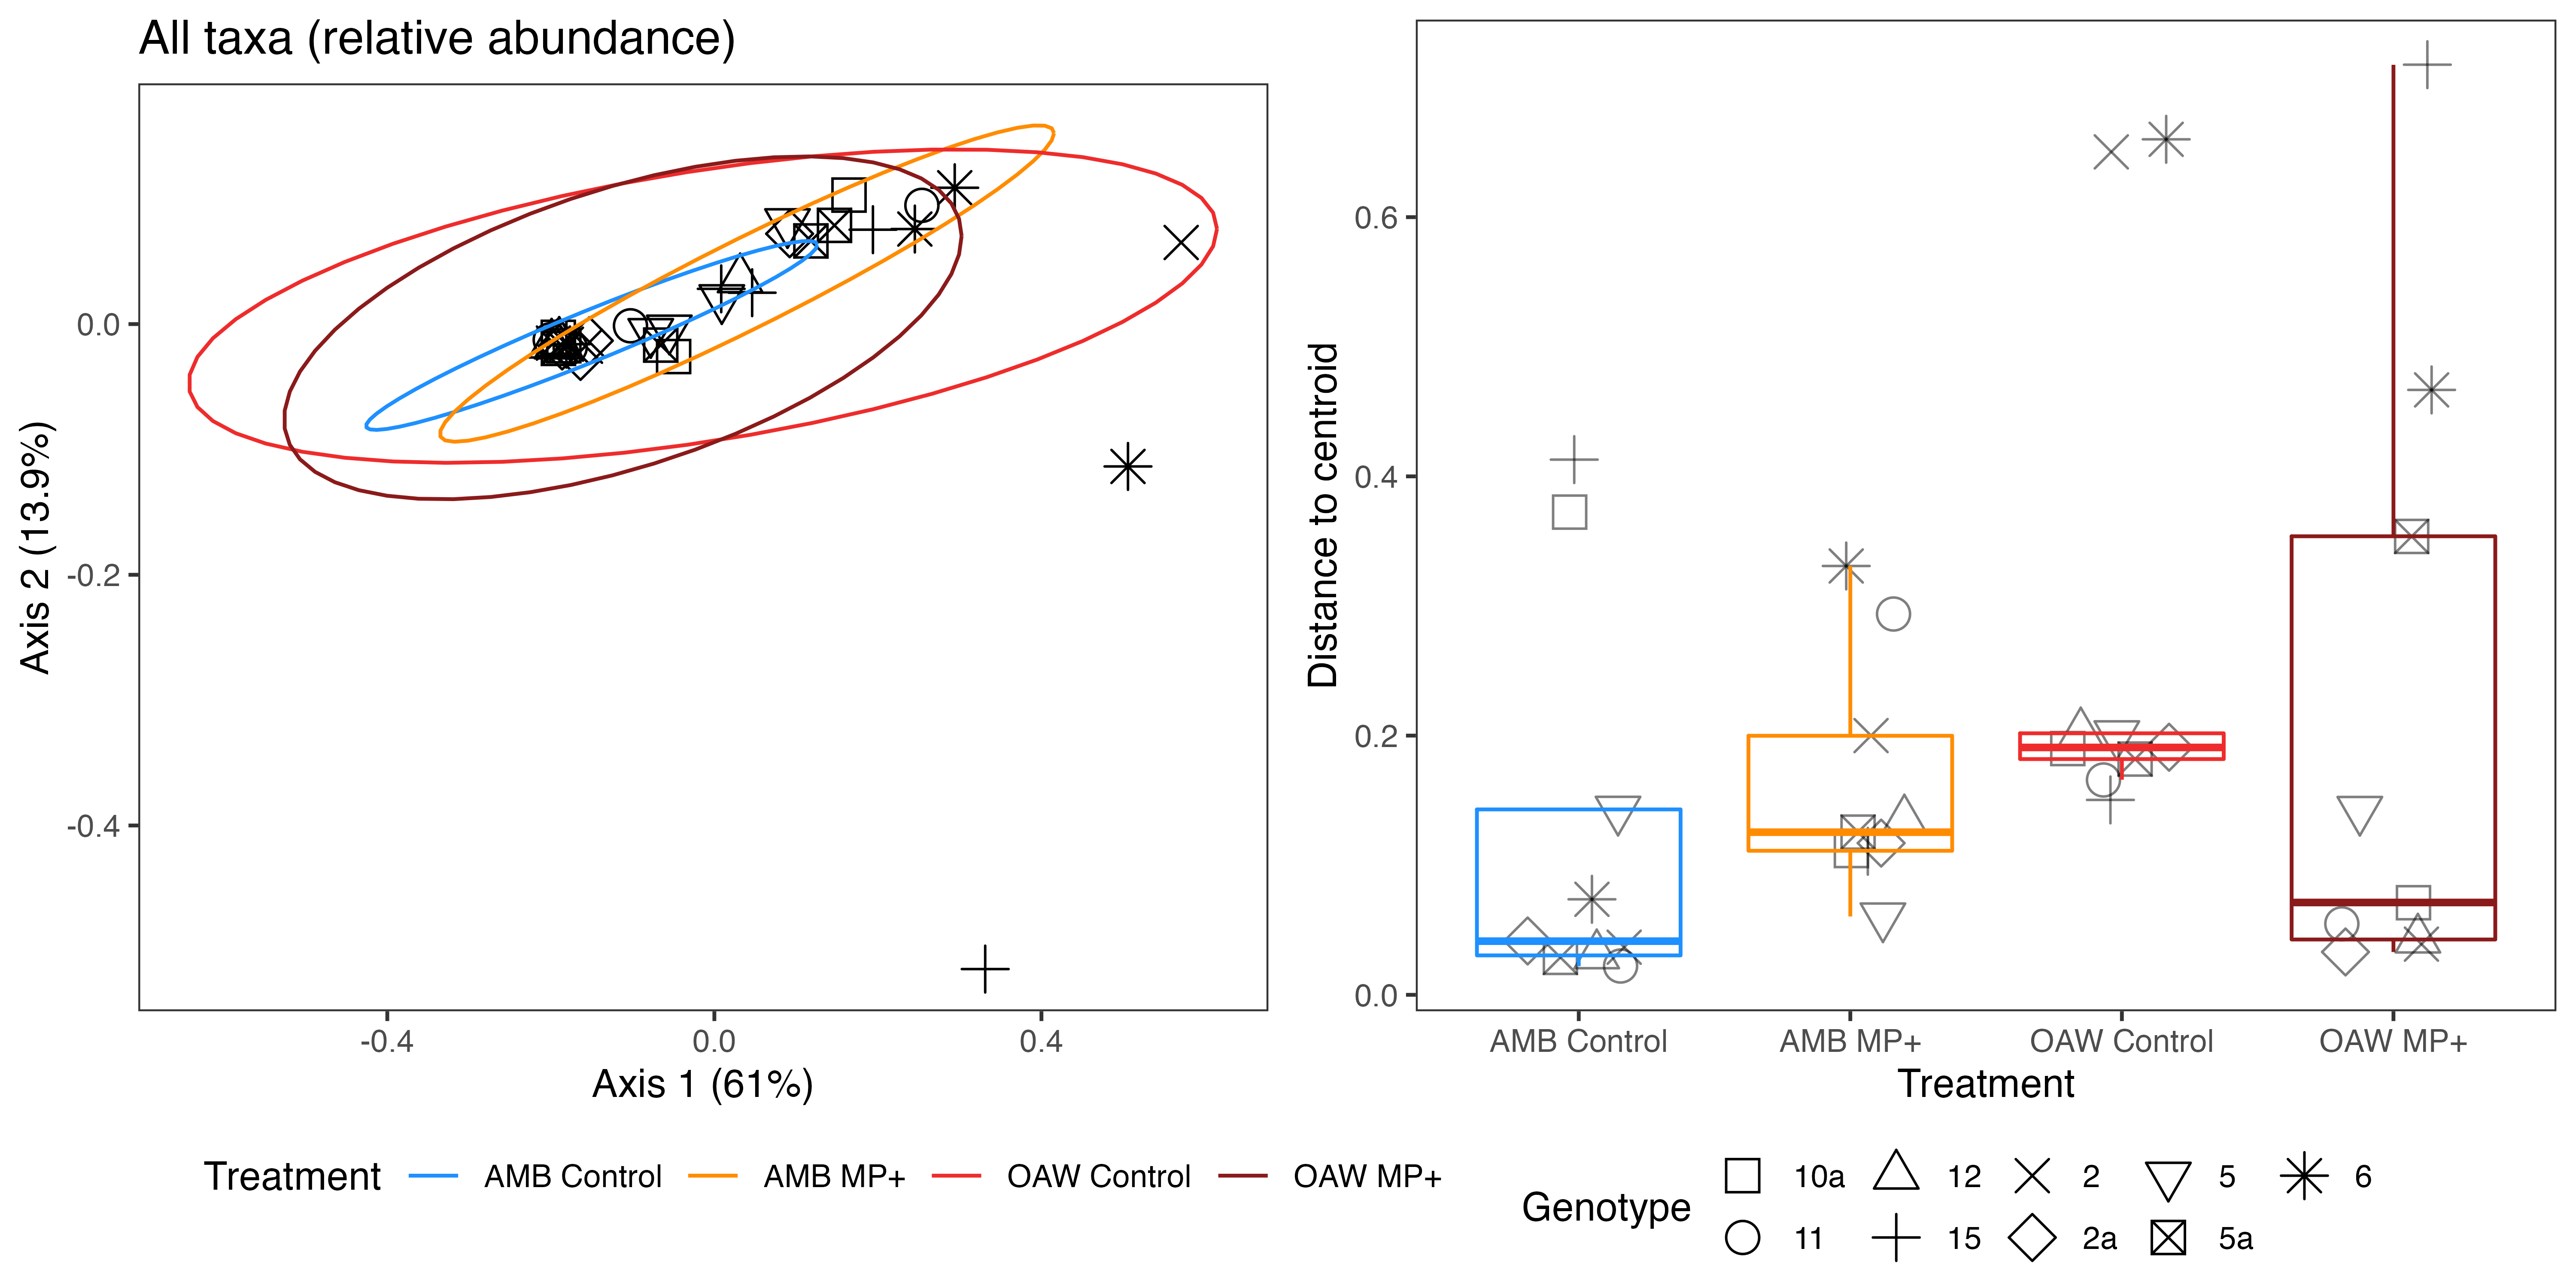 All taxa (relative abundance)
Axis 2 (13.9%)
0.0
-0.2
-0.4
-0.4 0.0 0.4
Axis 1 (61%)
Distance to centroid
0.6
0.4
0.2
0.0
AMB Control AMB MP+ OAW Control OAW MP+
Treatment
Treatment AMB Control AMB MP+ OAW Control OAW MP+
Genotype
10a 12 2 5 6
11 15 2a 5a